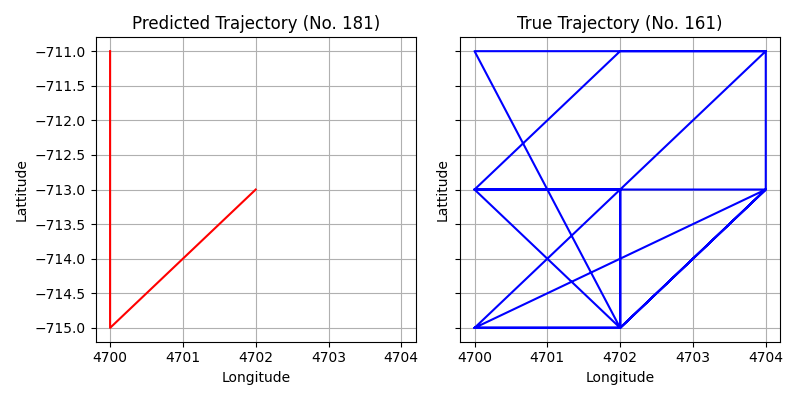 Predicted Trajectory (No. 181)
True Trajectory (No. 161)
−711.0
−711.5
−712.0
−712.5
−713.0
−713.5
−714.0
−714.5
−715.0
Lattitude
Lattitude
4700 4701 4702 4703 4704
4700 4701 4702 4703 4704
Longitude
Longitude